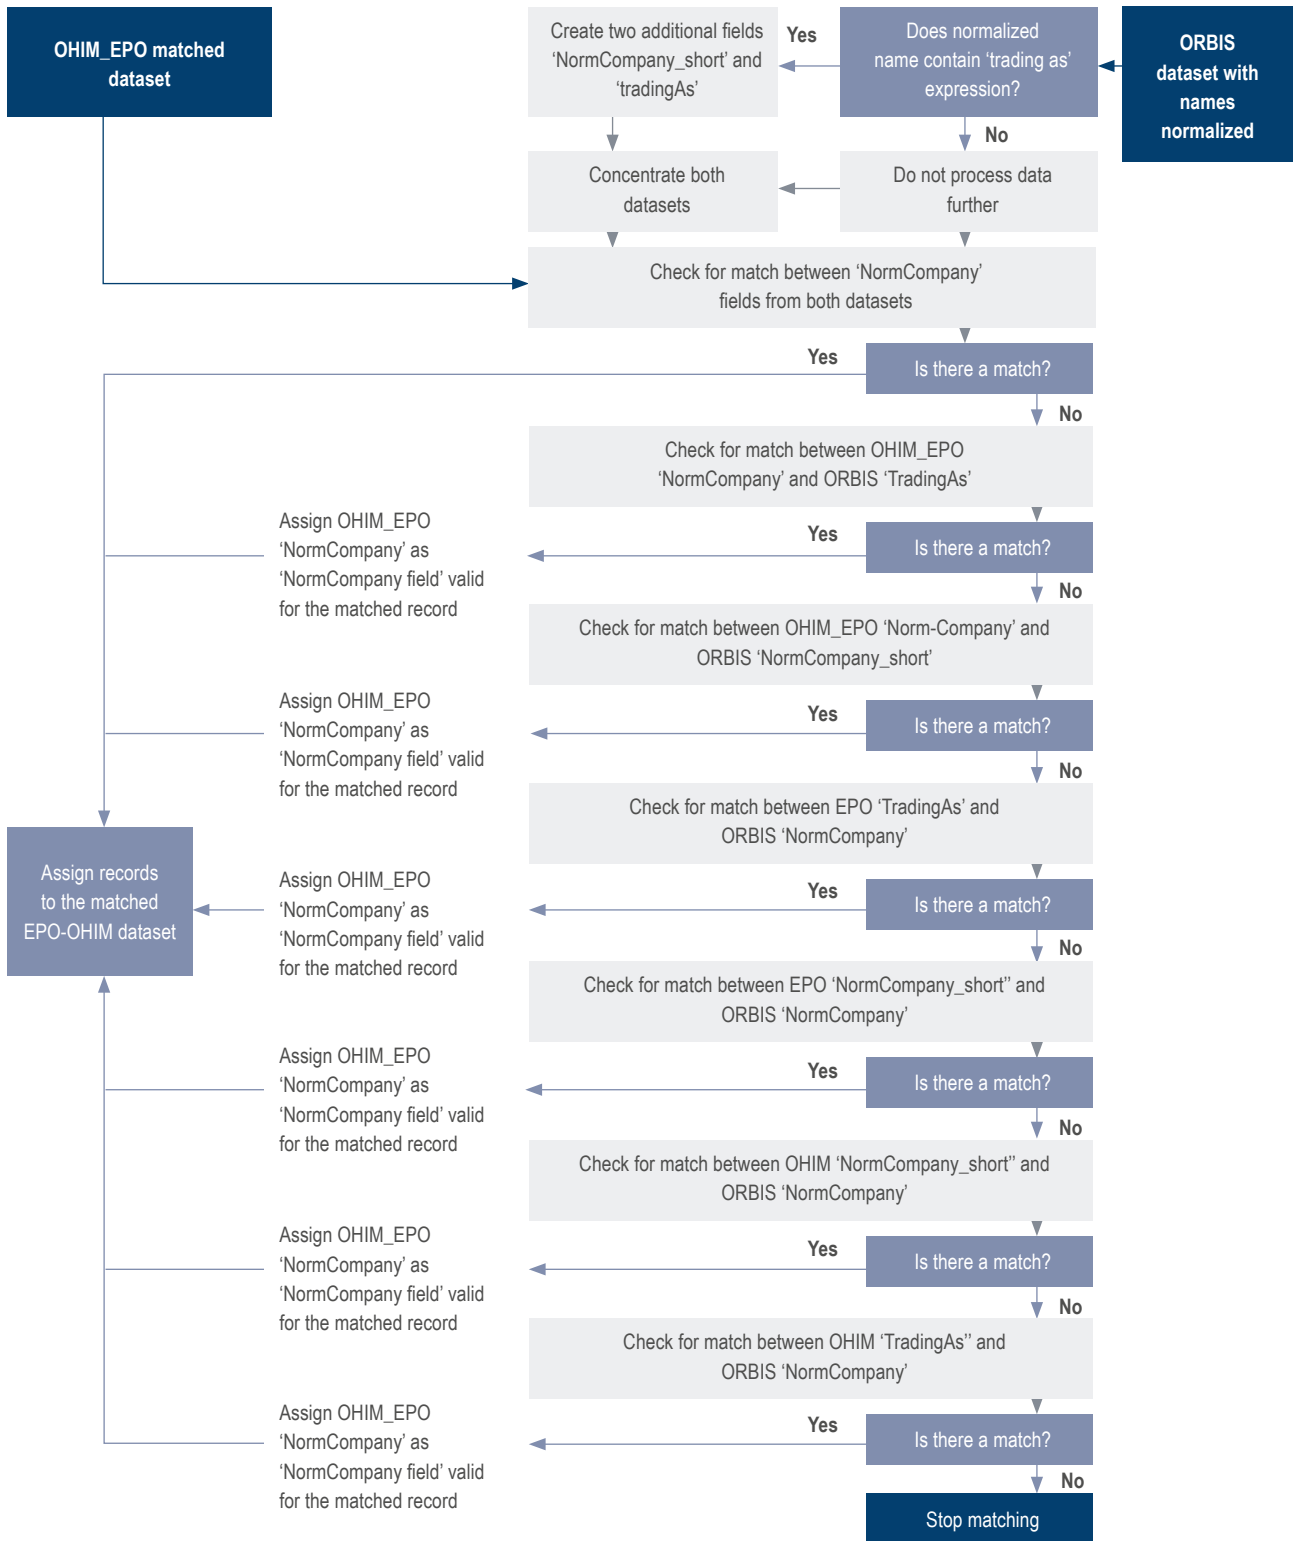 OHIM_EPO matched
dataset
Create two additional fields
‘NormCompany_short’ and
‘tradingAs’
Yes
Does normalized
name contain ‘trading as’
expression?
ORBIS
dataset with
names
normalized
No
Concentrate both
datasets
Do not process data
further
Check for match between ‘NormCompany’
fields from both datasets
Yes
Is there a match?
No
Check for match between OHIM_EPO
‘NormCompany’ and ORBIS ‘TradingAs’
Assign OHIM_EPO
‘NormCompany’ as
‘NormCompany field’ valid
for the matched record
Yes
Is there a match?
No
Check for match between OHIM_EPO ‘Norm-Company’ and
ORBIS ‘NormCompany_short’
Assign OHIM_EPO
‘NormCompany’ as
‘NormCompany field’ valid
for the matched record
Yes
Is there a match?
No
Check for match between EPO ‘TradingAs’ and
ORBIS ‘NormCompany’
Assign records
to the matched
EPO-OHIM dataset
Assign OHIM_EPO
‘NormCompany’ as
‘NormCompany field’ valid
for the matched record
Yes
Is there a match?
No
Check for match between EPO ‘NormCompany_short’’ and
ORBIS ‘NormCompany’
Assign OHIM_EPO
‘NormCompany’ as
‘NormCompany field’ valid
for the matched record
Yes
Is there a match?
No
Check for match between OHIM ‘NormCompany_short’’ and
ORBIS ‘NormCompany’
Assign OHIM_EPO
‘NormCompany’ as
‘NormCompany field’ valid
for the matched record
Yes
Is there a match?
No
Check for match between OHIM ‘TradingAs’’ and
ORBIS ‘NormCompany’
Assign OHIM_EPO
‘NormCompany’ as
‘NormCompany field’ valid
for the matched record
Yes
Is there a match?
No
Stop matching